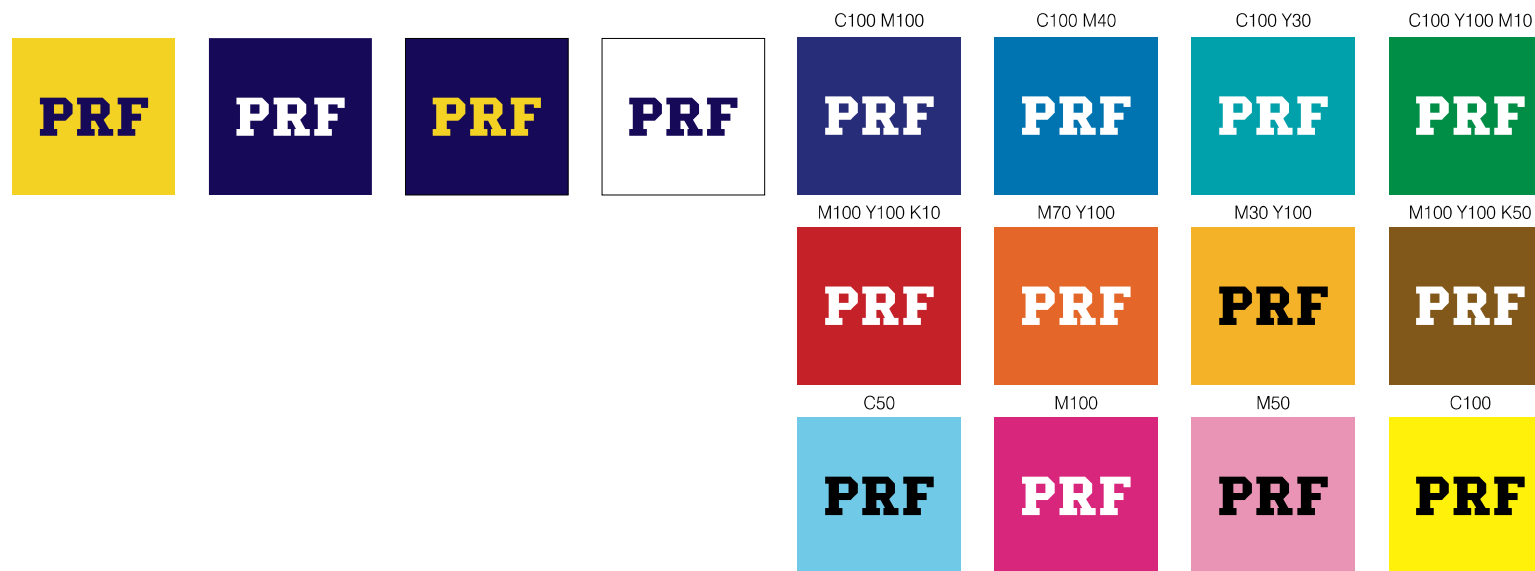 C100 M100 C100 M40 C100 Y30 C100 Y100 M10
PRF PRF PRF PRF PRF PRF PRF PRF
M100 Y100 K10 M70 Y100 M30 Y100 M100 Y100 K50
PRF PRF PRF PRF
C50 M100 M50 C100
PRF PRF PRF PRF